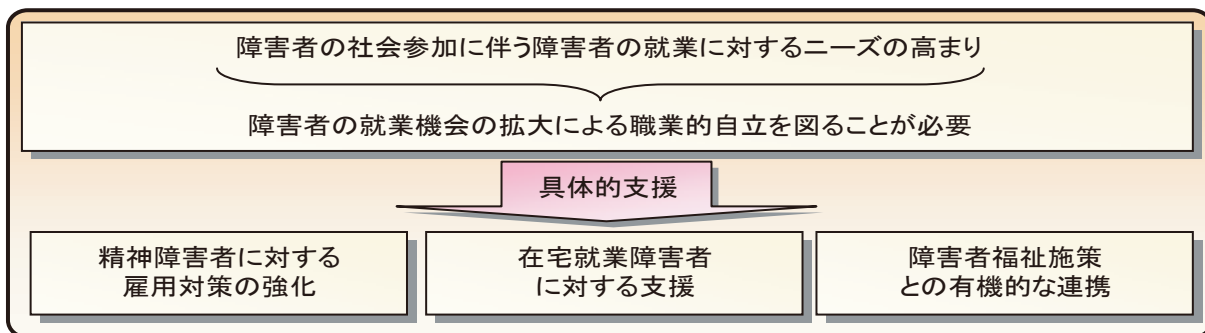 障害者の社会参加に伴う障害者の就業に対するニーズの高まり
障害者の就業機会の拡大による職業的自立を図ることが必要
具体的支援
精神障害者に対する
雇用対策の強化
在宅就業障害者
に対する支援
障害者福祉施策
との有機的な連携